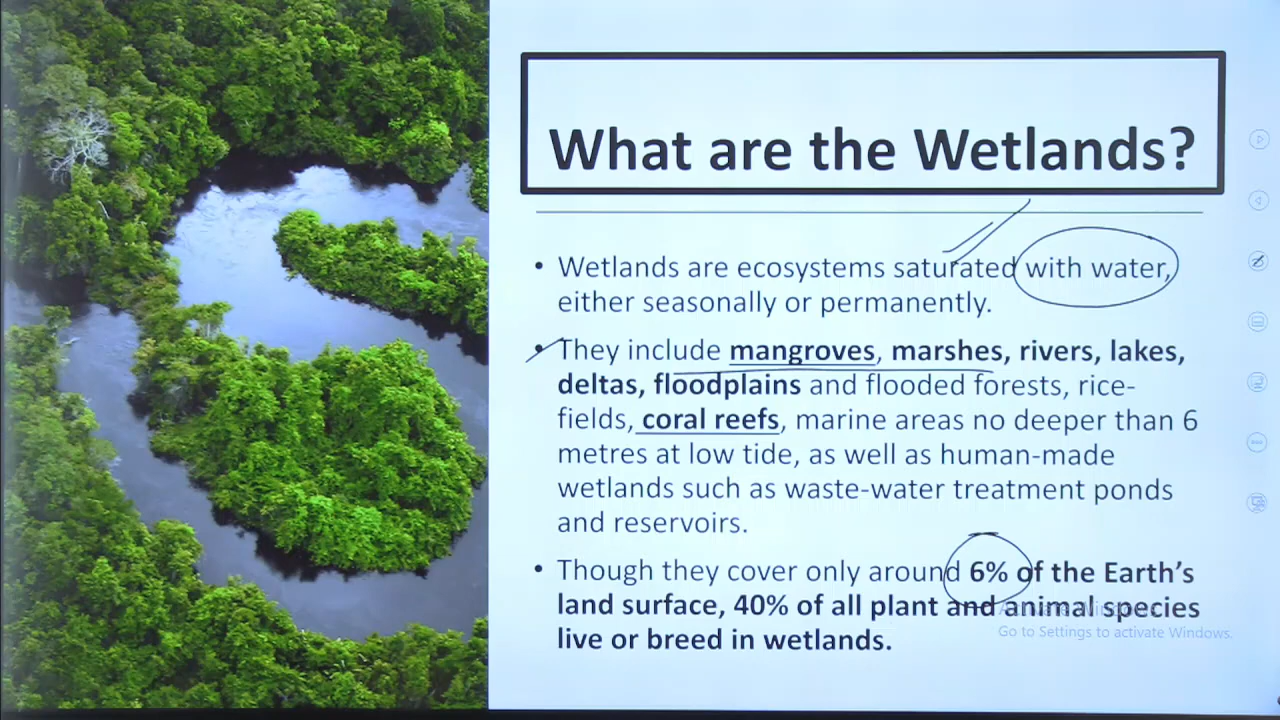 What are the Wetlands?
• Wetlands are ecosystems saturated with water,
either seasonally or permanently.
• They include mangroves, marshes, rivers, lakes,
deltas, floodplains and flooded forests, rice-
fields, coral reefs, marine areas no deeper than 6
metres at low tide, as well as human-made
wetlands such as waste-water treatment ponds
and reservoirs.
• Though they cover only around 6% of the Earth's
land surface, 40% of all plant and animal species
live or breed in wetlands.
Activate Windows
Go to Settings to activate Windows.